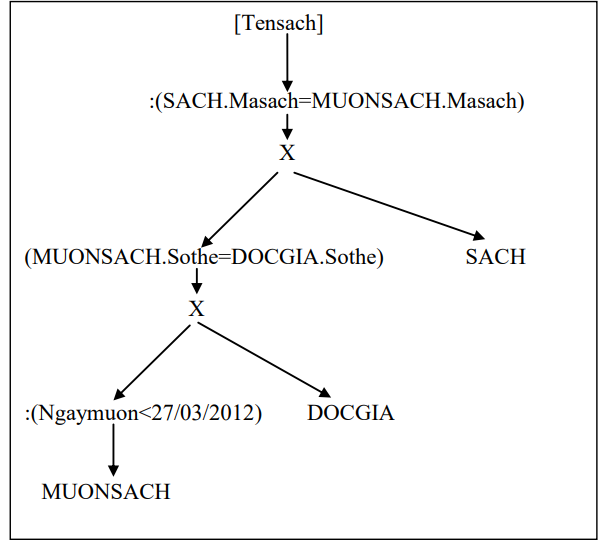 [Tensach]
:(SACH.Masach=MUONSACH.Masach)
X
(MUONSACH.Sothe=DOCGIA.Sothe)
SACH
X
:(Ngaymuon<27/03/2012)
DOCGIA
MUONSACH